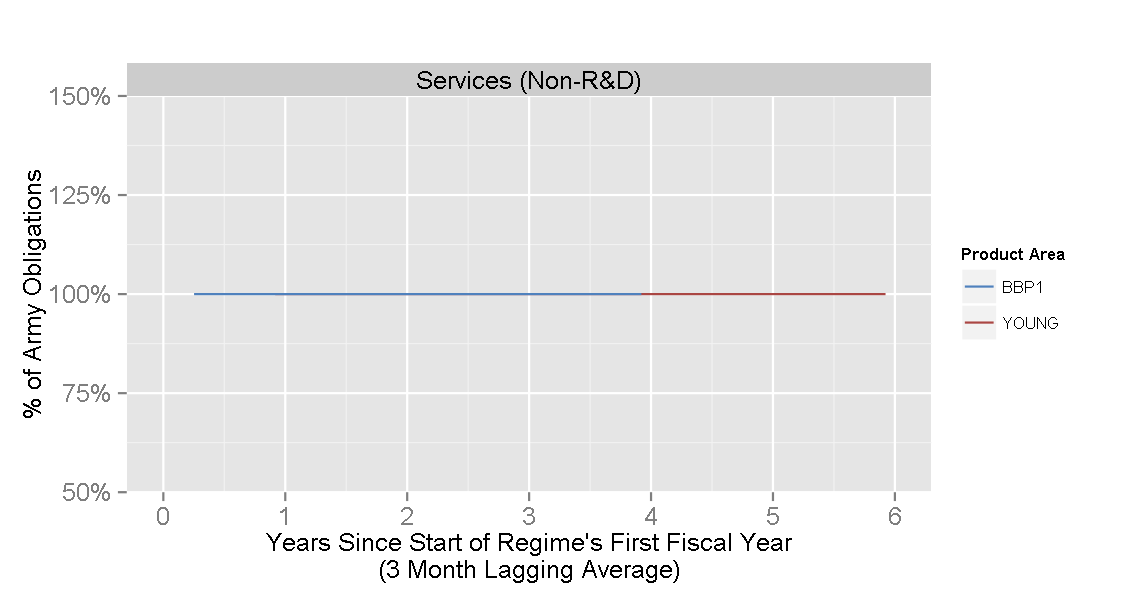 Services (Non-R&D)
150%
125%
100%
75%
50%
% of Army Obligations
0 1 2 3 4 5 6
Years Since Start of Regime's First Fiscal Year
(3 Month Lagging Average)
Product Area
BBP1
YOUNG